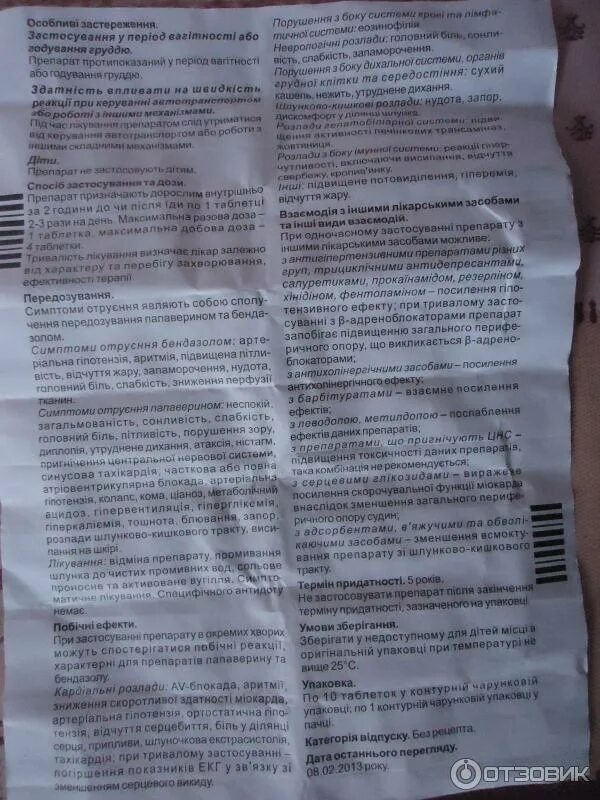 Особливі застереження.
Застосування у період вагітності або
годування груддю.
Препарат протипоказаний у період вагітності
або годування груддю.
Здатність впливати на швидкість
реакції при керуванні автотранспортом
або роботі з іншими механізмами.
Під час лікування препаратом слід утриматися
від керування автотранспортом або роботи з
іншими складними механізмами.
Діти.
Препарат не застосовують дітям.
Спосіб застосування та дози.
Препарат призначають дорослим внутрішньо
за 2 години до чи після їди по 1 таблетці
2-3 рази на день. Максимальна разова доза –
1 таблетка, максимальна добова доза –
4 таблетки.
Тривалість лікування визначає лікар залежно
від характеру та перебігу захворювання,
ефективності терапії.
Передозування.
Симптоми отруєння являють собою сполу-
чення передозування папаверином та бенда-
золом.
Симптоми отруєння бендазолом: арте-
ріальна гіпотензія, аритмія, підвищена пітли-
вість, відчуття жару, запаморочення, нудота,
головний біль, слабкість, зниження перфузії
тканин.
Симптоми отруєння папаверином: неспокій,
загальмованість, сонливість, слабкість,
головний біль, пітливість, порушення зору,
диплопія, утруднене дихання, атаксія, ністагм,
пригнічення центральної нервової системи,
синусова тахікардія, часткова або повна
атріовентрикулярна блокада, артеріальна
гіпотензія, колапс, кома, ціаноз, метаболічний
ацидоз, гіпервентиляція, гіперглікемія,
гіперкаліємія, тошнота, блювання, запор,
розлади шлунково-кишкового тракту, виси-
пання на шкірі.
Лікування: відміна препарату, промивання
шлунка до чистих промивних вод, сольове
проносне та активоване вугілля. Симпто-
матичне лікування. Специфічного антидоту
немає.
Побічні ефекти.
При застосуванні препарату в окремих хворих
можуть спостерігатися побічні реакції,
характерні для препаратів папаверину та
бендазолу.
Кардіальні розлади: AV-блокада, аритмії,
зниження скоротливої здатності міокарда,
артеріальна гіпотензія, ортостатична гіпо-
тензія, відчуття серцебиття, біль у ділянці
серця, припливи, шлуночкова екстрасистолія,
тахікардія; при тривалому застосуванні –
погіршення показників ЕКГ у зв'язку зі
зменшенням серцевого викиду.
Порушення з боку системи крові та лімфа-
тичної системи: еозинофілія.
Неврологічні розлади: головний біль, сонли-
вість, слабкість, запаморочення.
Порушення з боку дихальної системи, органів
грудної клітки та середостіння: сухий
кашель, нежить, утруднене дихання.
Шлунково-кишкові розлади: нудота, запор,
дискомфорт у ділянці шлунка.
Розлади гепатобіліарної системи: підви-
щення активності печінкових трансаміназ,
жовтяниця.
Розлади з боку імунної системи: реакції гіпер-
чутливості, включаючи висипання, відчуття
свербежу, кропив'янку.
Інші: підвищене потовиділення, гіперемія,
відчуття жару.
Взаємодія з іншими лікарськими засобами
та інші види взаємодій.
При одночасному застосуванні препарату з
іншими лікарськими засобами можливе:
з антигіпертензивними препаратами різних
груп, трициклічними антидепресантами,
салуретиками, прокаїнамідом, резерпіном,
хінідіном, фентоламіном – посилення гіпо-
тензивного ефекту; при тривалому засто-
суванні з β-адреноблокаторами препарат
запобігає підвищенню загального перифе-
ричного опору, що викликається β-адрено-
блокаторами;
з антихолінергічними засобами – посилення
антихолінергічного ефекту;
з барбітуратами – взаємне посилення
ефектів;
з леводопою, метилдопою – послаблення
ефектів даних препаратів;
з препаратами, що пригнічують ЦНС –
підвищення токсичності даних препаратів,
така комбінація не рекомендується;
з серцевими глікозидами – виражене
посилення скорочувальної функції міокарда
внаслідок зменшення загального перифе-
ричного опору судин;
з адсорбентами, в'яжучими та обволі-
каючими засобами – зменшення всмокту-
вання препарату зі шлунково-кишкового
тракту.
Термін придатності. 5 років.
Не застосовувати препарат після закінчення
терміну придатності, зазначеного на упаковці.
Умови зберігання.
Зберігати у недоступному для дітей місці в
оригінальній упаковці при температурі не
вище 25°С.
Упаковка.
По 10 таблеток у контурній чарунковій
упаковці; по 1 контурній чарунковій упаковці у
пачці.
Категорія відпуску. Без рецепта.
Дата останнього перегляду.
08.02.2013 року.
ОТЗОВИК